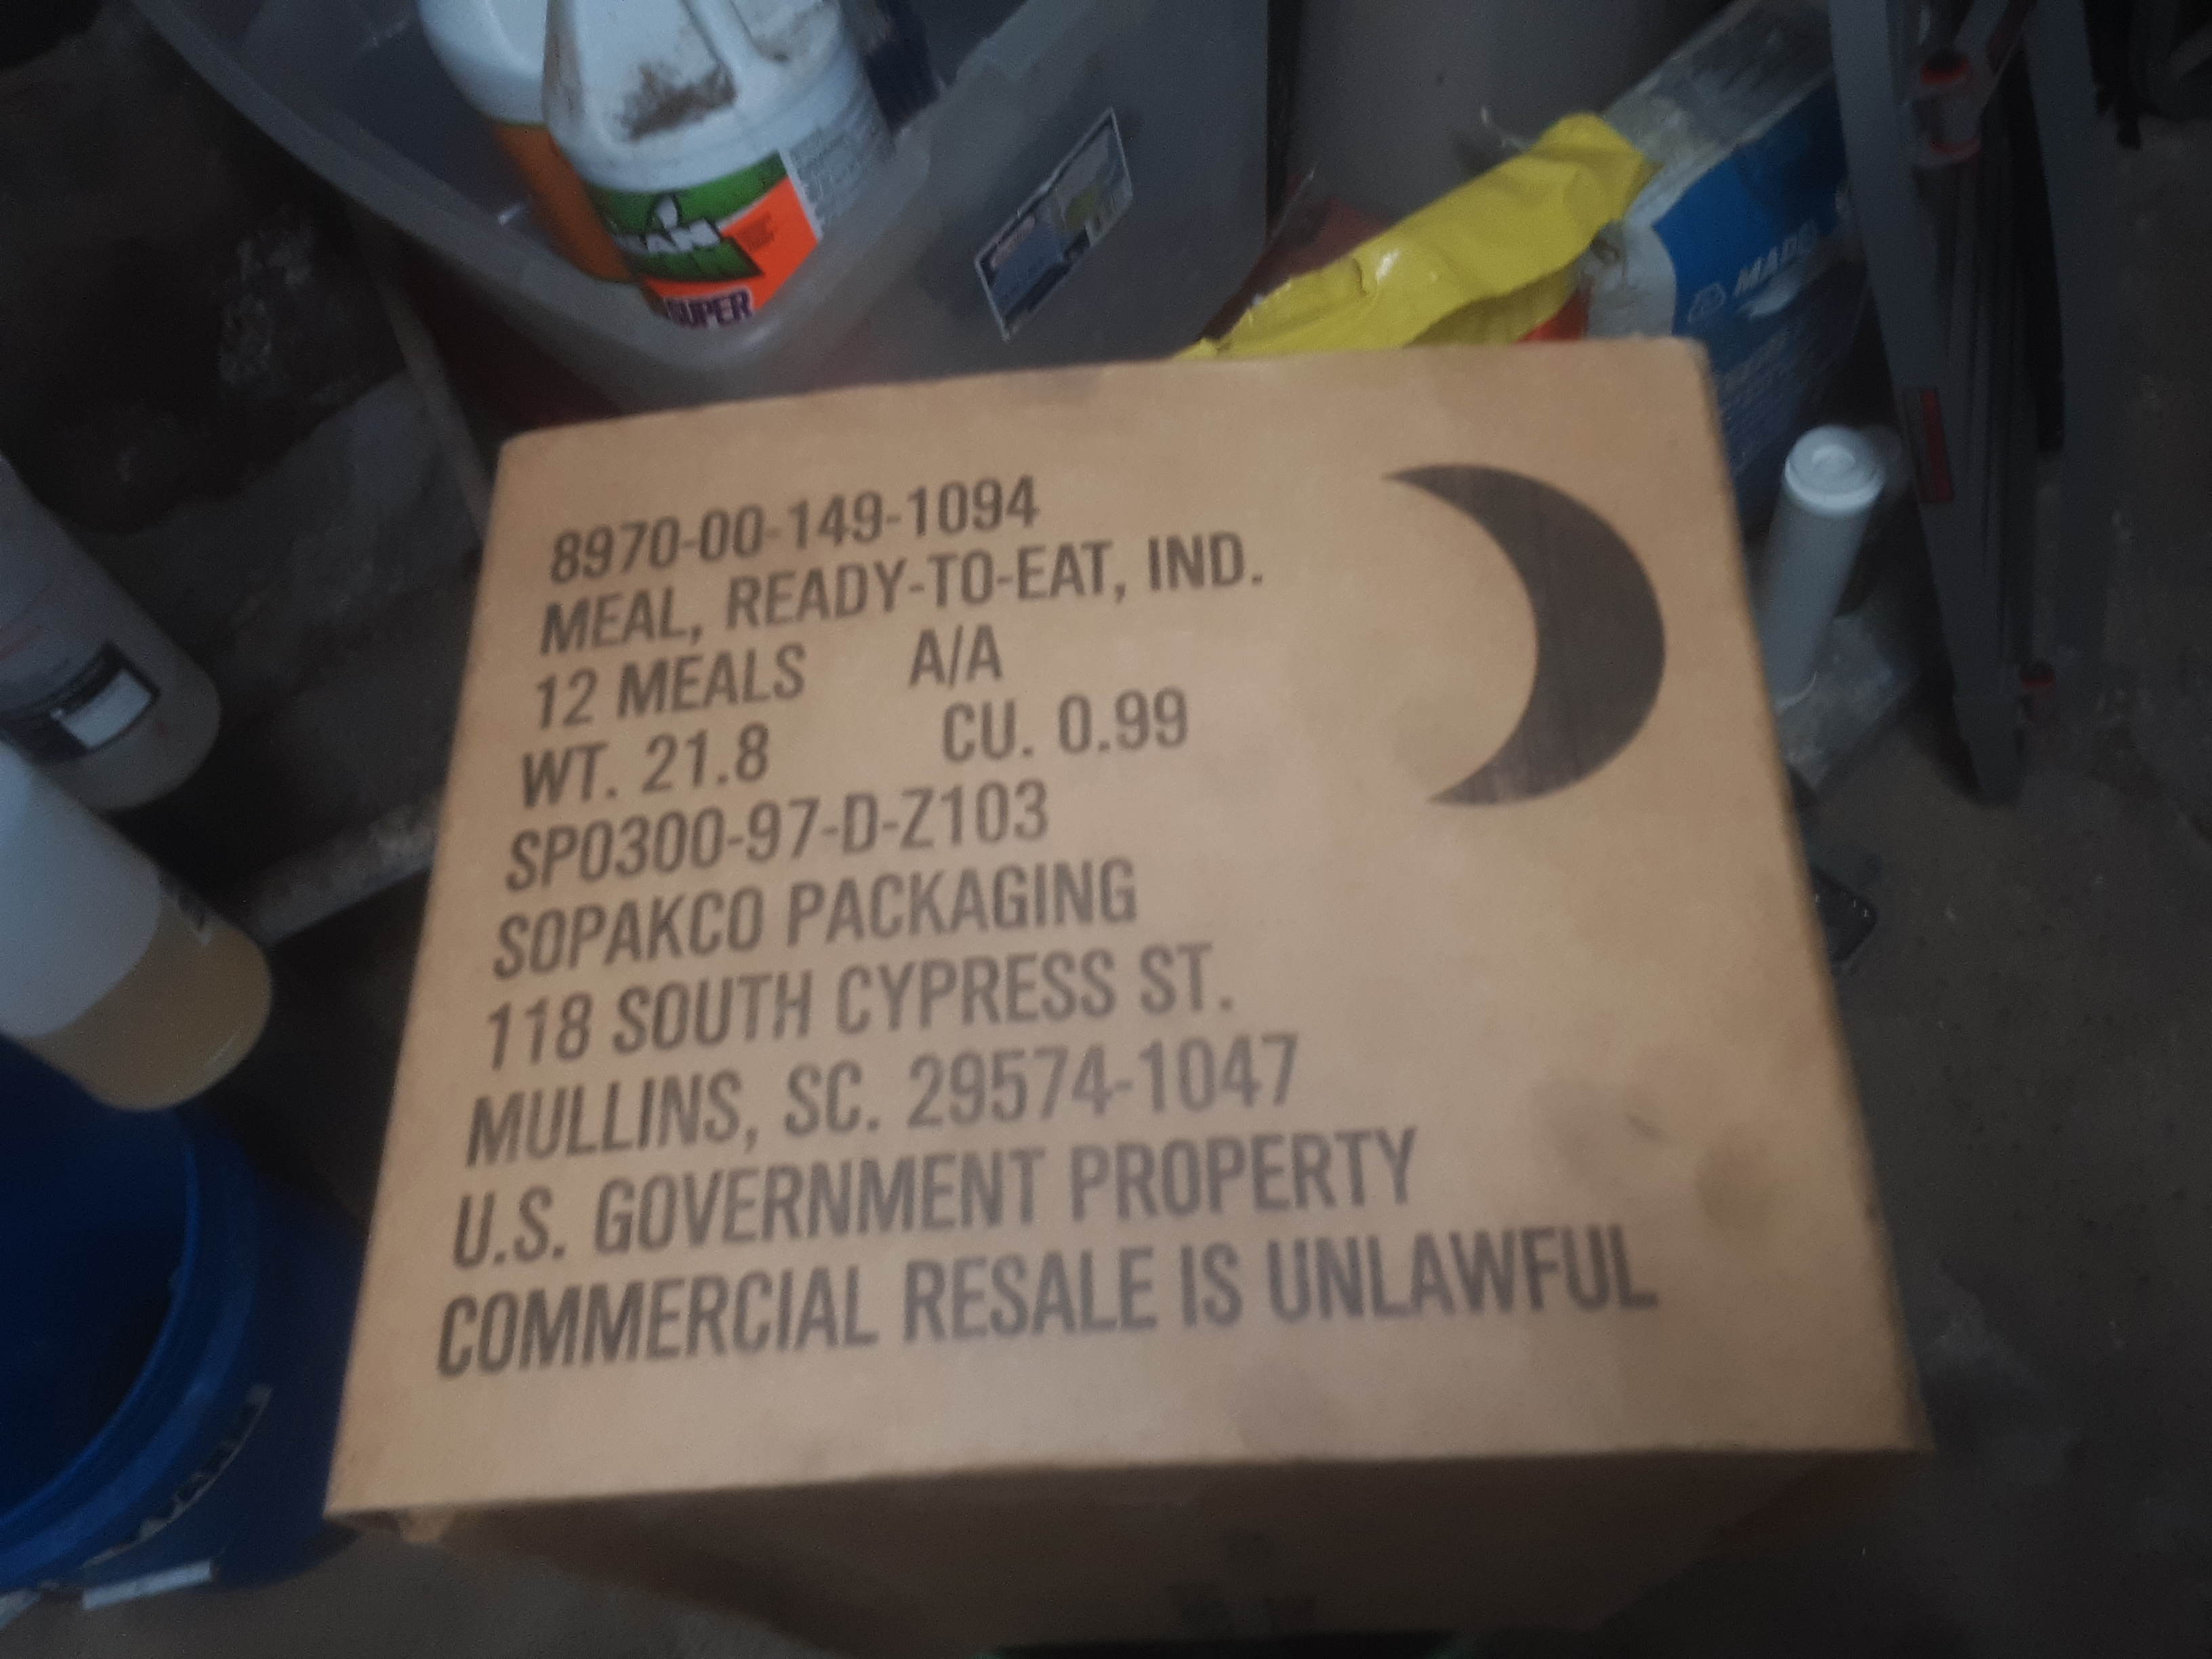 SUPER
8970-00-149-1094
MEAL, READY-TO-EAT, IND.
12 MEALS A/A
WT. 21.8 CU. 0.99
SP0300-97-D-Z103
SOPAKCO PACKAGING
118 SOUTH CYPRESS ST.
MULLINS, SC. 29574-1047
U.S. GOVERNMENT PROPERTY
COMMERCIAL RESALE IS UNLAWFUL